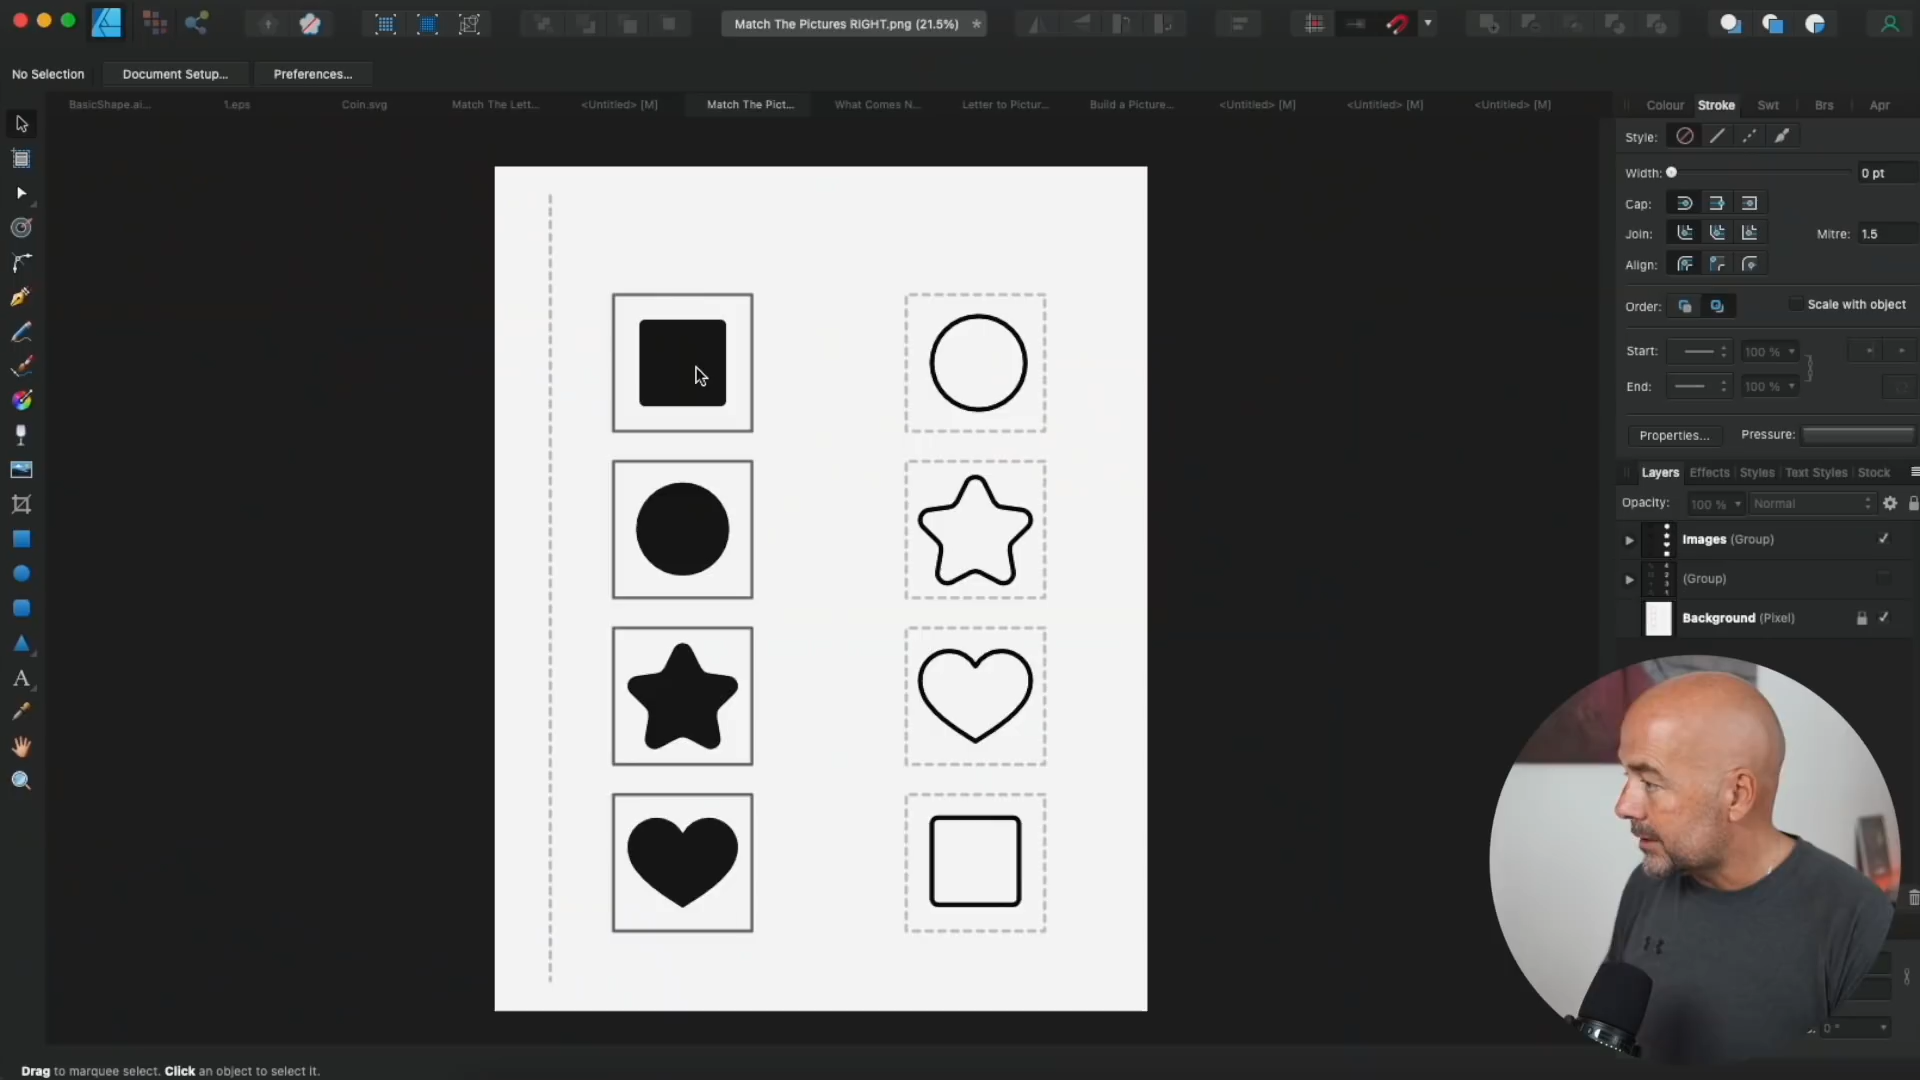 Match The Pictures RIGHT.png (21.5%) *
No Selection
Document Setup...
Preferences...
BasicShape.ai...
1.eps
Coin.svg
Match The Lett...
<Untitled> [M]
Match The Pict...
What Comes N...
Letter to Pictur...
Build a Picture...
<Untitled> [M]
<Untitled> [M]
<Untitled> [M]
Colour
Stroke
Swt
Brs
Apr
Style:
Width:
0 pt
Cap:
Join:
Mitre: 1.5
Align:
Order:
Scale with object
Start:
100 %
End:
100 %
Properties...
Pressure:
Layers
Effects
Styles
Text Styles
Stock
Opacity:
100 %
Normal
Images (Group)
(Group)
Background (Pixel)
0 °
Drag to marquee select. Click an object to select it.